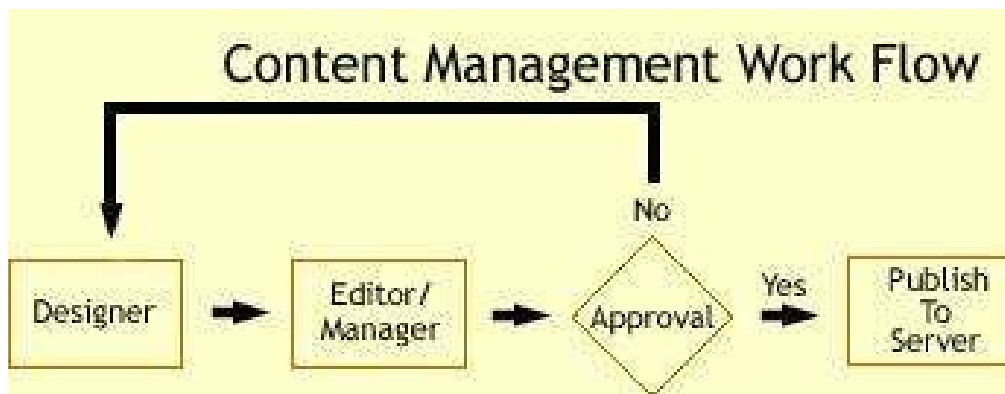 Content Management Work Flow
No
Designer
Editor/
Manager
Approval
Yes
Publish
To
Server